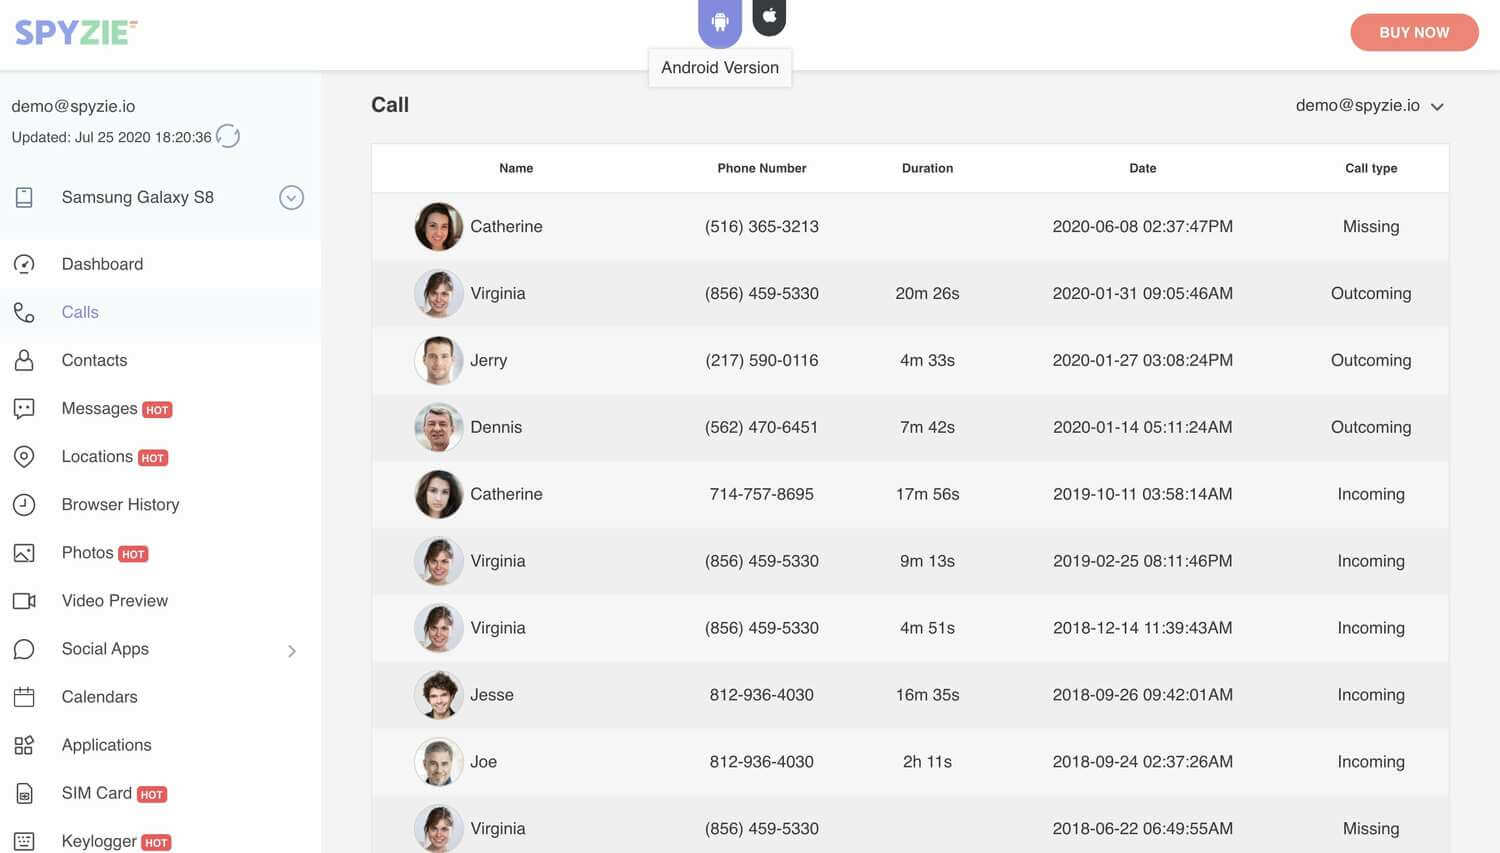 SPYZIE
BUY NOW
Android Version
demo@spyzie.io
Updated: Jul 25 2020 18:20:36
Samsung Galaxy S8
Dashboard
Calls
Contacts
Messages HOT
Locations HOT
Browser History
Photos HOT
Video Preview
Social Apps
Calendars
Applications
SIM Card HOT
Keylogger HOT
Call
demo@spyzie.io
Name Phone Number Duration Date Call type
Catherine (516) 365-3213 2020-06-08 02:37:47PM Missing
Virginia (856) 459-5330 20m 26s 2020-01-31 09:05:46AM Outcoming
Jerry (217) 590-0116 4m 33s 2020-01-27 03:08:24PM Outcoming
Dennis (562) 470-6451 7m 42s 2020-01-14 05:11:24AM Outcoming
Catherine 714-757-8695 17m 56s 2019-10-11 03:58:14AM Incoming
Virginia (856) 459-5330 9m 13s 2019-02-25 08:11:46PM Incoming
Virginia (856) 459-5330 4m 51s 2018-12-14 11:39:43AM Incoming
Jesse 812-936-4030 16m 35s 2018-09-26 09:42:01AM Incoming
Joe 812-936-4030 2h 11s 2018-09-24 02:37:26AM Incoming
Virginia (856) 459-5330 2018-06-22 06:49:55AM Missing